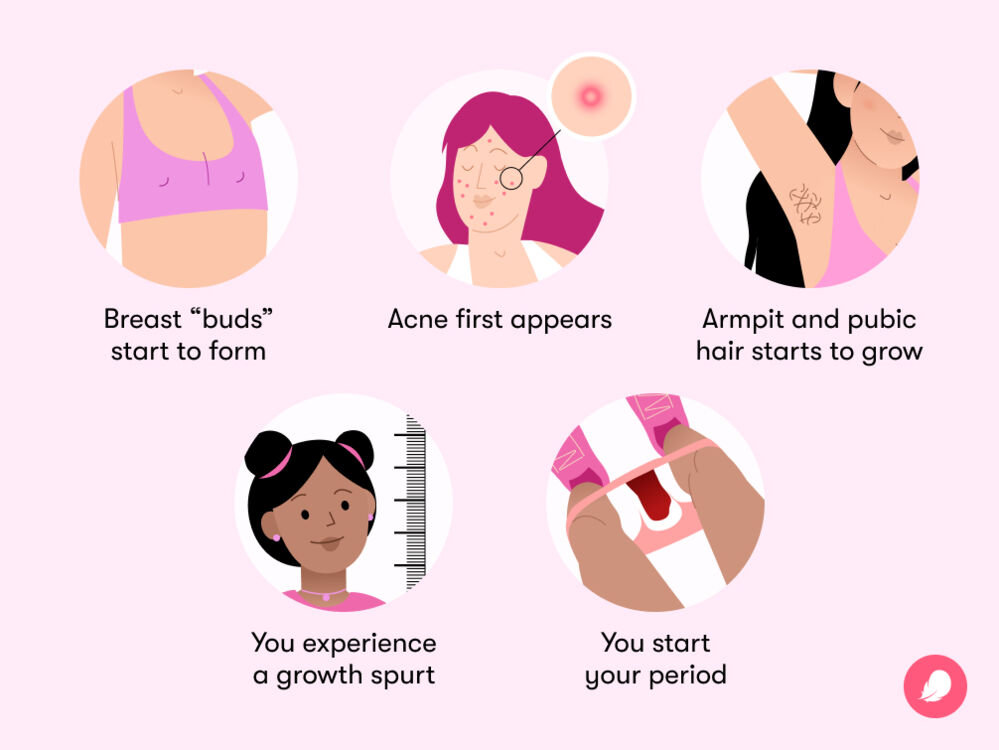 Breast “buds”
start to form
Acne first appears
Armpit and pubic
hair starts to grow
You experience
a growth spurt
You start
your period